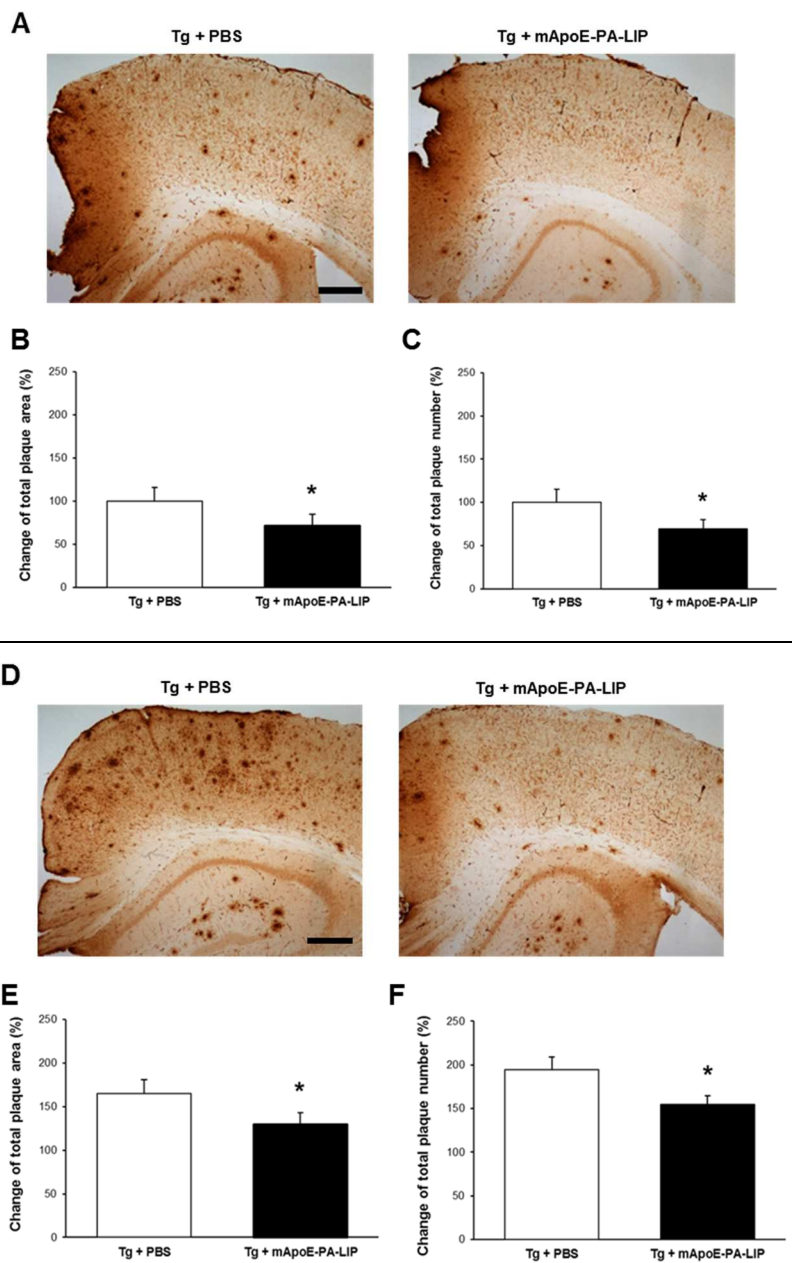 A
Tg + PBS
Tg + mApoE-PA-LIP
B
Change of total plaque area (%)
250
200
150
100
50
0
*
Tg + PBS
Tg + mApoE-PA-LIP
C
Change of total plaque number (%)
250
200
150
100
50
0
*
Tg + PBS
Tg + mApoE-PA-LIP
D
Tg + PBS
Tg + mApoE-PA-LIP
E
Change of total plaque area (%)
250
200
150
100
50
0
*
Tg + PBS
Tg + mApoE-PA-LIP
F
Change of total plaque number (%)
250
200
150
100
50
0
*
Tg + PBS
Tg + mApoE-PA-LIP